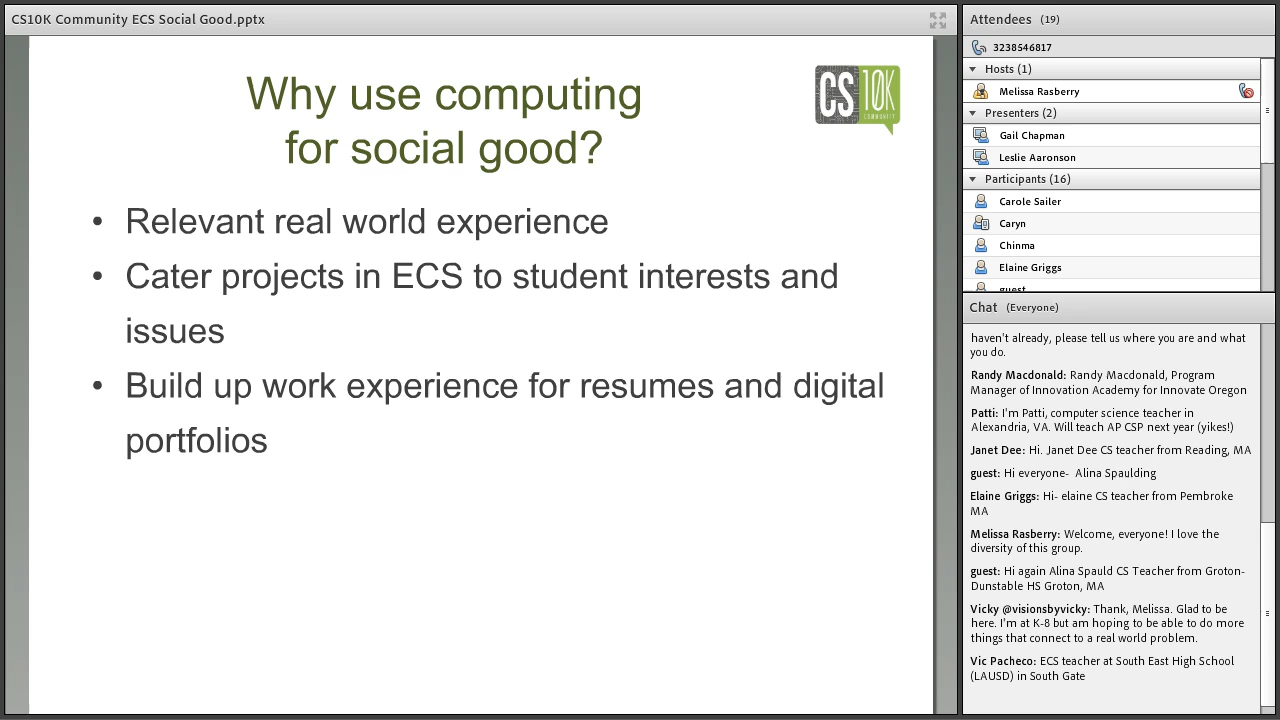 CS10K Community ECS Social Good.pptx
Why use computing
for social good?
CS 10K
COMMUNITY
• Relevant real world experience
• Cater projects in ECS to student interests and
issues
• Build up work experience for resumes and digital
portfolios
Attendees (19)
3238546817
Hosts (1)
Melissa Rasberry
Presenters (2)
Gail Chapman
Leslie Aaronson
Participants (16)
Carole Sailer
Caryn
Chinma
Elaine Griggs
guest
Chat (Everyone)
haven't already, please tell us where you are and what
you do.
Randy Macdonald: Randy Macdonald, Program
Manager of Innovation Academy for Innovate Oregon
Patti: I'm Patti, computer science teacher in
Alexandria, VA. Will teach AP CSP next year (yikes!)
Janet Dee: Hi. Janet Dee CS teacher from Reading, MA
guest: Hi everyone- Alina Spaulding
Elaine Griggs: Hi- elaine CS teacher from Pembroke
MA
Melissa Rasberry: Welcome, everyone! I love the
diversity of this group.
guest: Hi again Alina Spauld CS Teacher from Groton-
Dunstable HS Groton, MA
Vicky @visionsbyvicky: Thank, Melissa. Glad to be
here. I'm at K-8 but am hoping to be able to do more
things that connect to a real world problem.
Vic Pacheco: ECS teacher at South East High School
(LAUSD) in South Gate